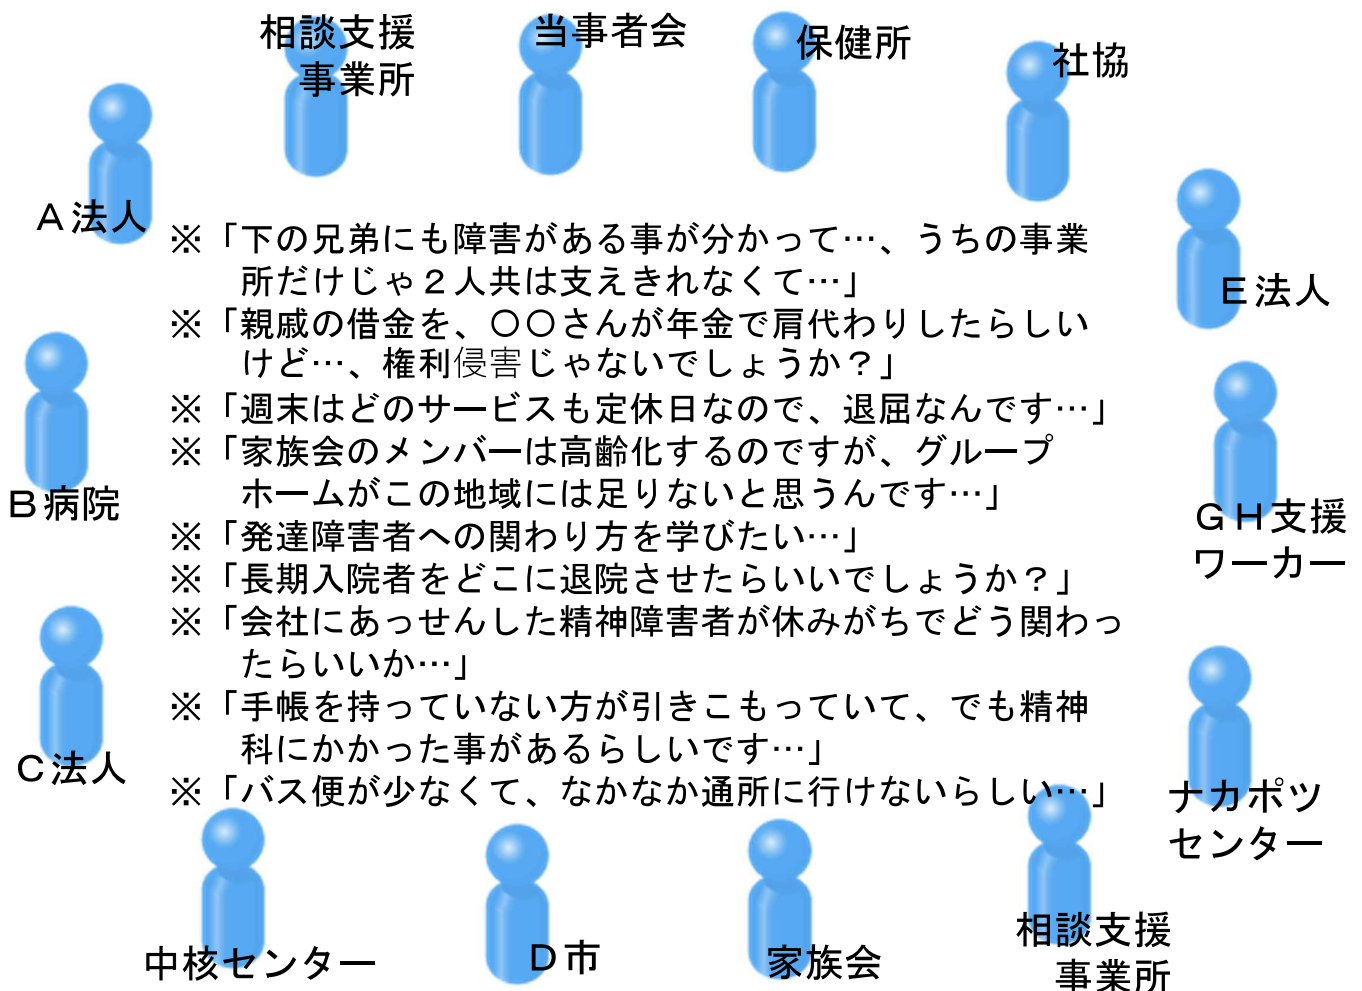 相談支援
事業所
当事者会
保健所
社協
Ａ法人
Ｅ法人
Ｂ病院
ＧＨ支援
ワーカー
Ｃ法人
ナカポツ
センター
※「下の兄弟にも障害がある事が分かって…、うちの事業
所だけじゃ２人共は支えきれなくて…」
※「親戚の借金を、〇〇さんが年金で肩代わりしたらしい
けど…、権利侵害じゃないでしょうか？」
※「週末はどのサービスも定休日なので、退屈なんです…」
※「家族会のメンバーは高齢化するのですが、グループ
ホームがこの地域には足りないと思うんです…」
※「発達障害者への関わり方を学びたい…」
※「長期入院者をどこに退院させたらいいでしょうか？」
※「会社にあっせんした精神障害者が休みがちでどう関わっ
たらいいか…」
※「手帳を持っていない方が引きこもっていて、でも精神
科にかかった事があるらしいです…」
※「バス便が少なくて、なかなか通所に行けないらしい…」
中核センター
Ｄ市
家族会
相談支援
事業所